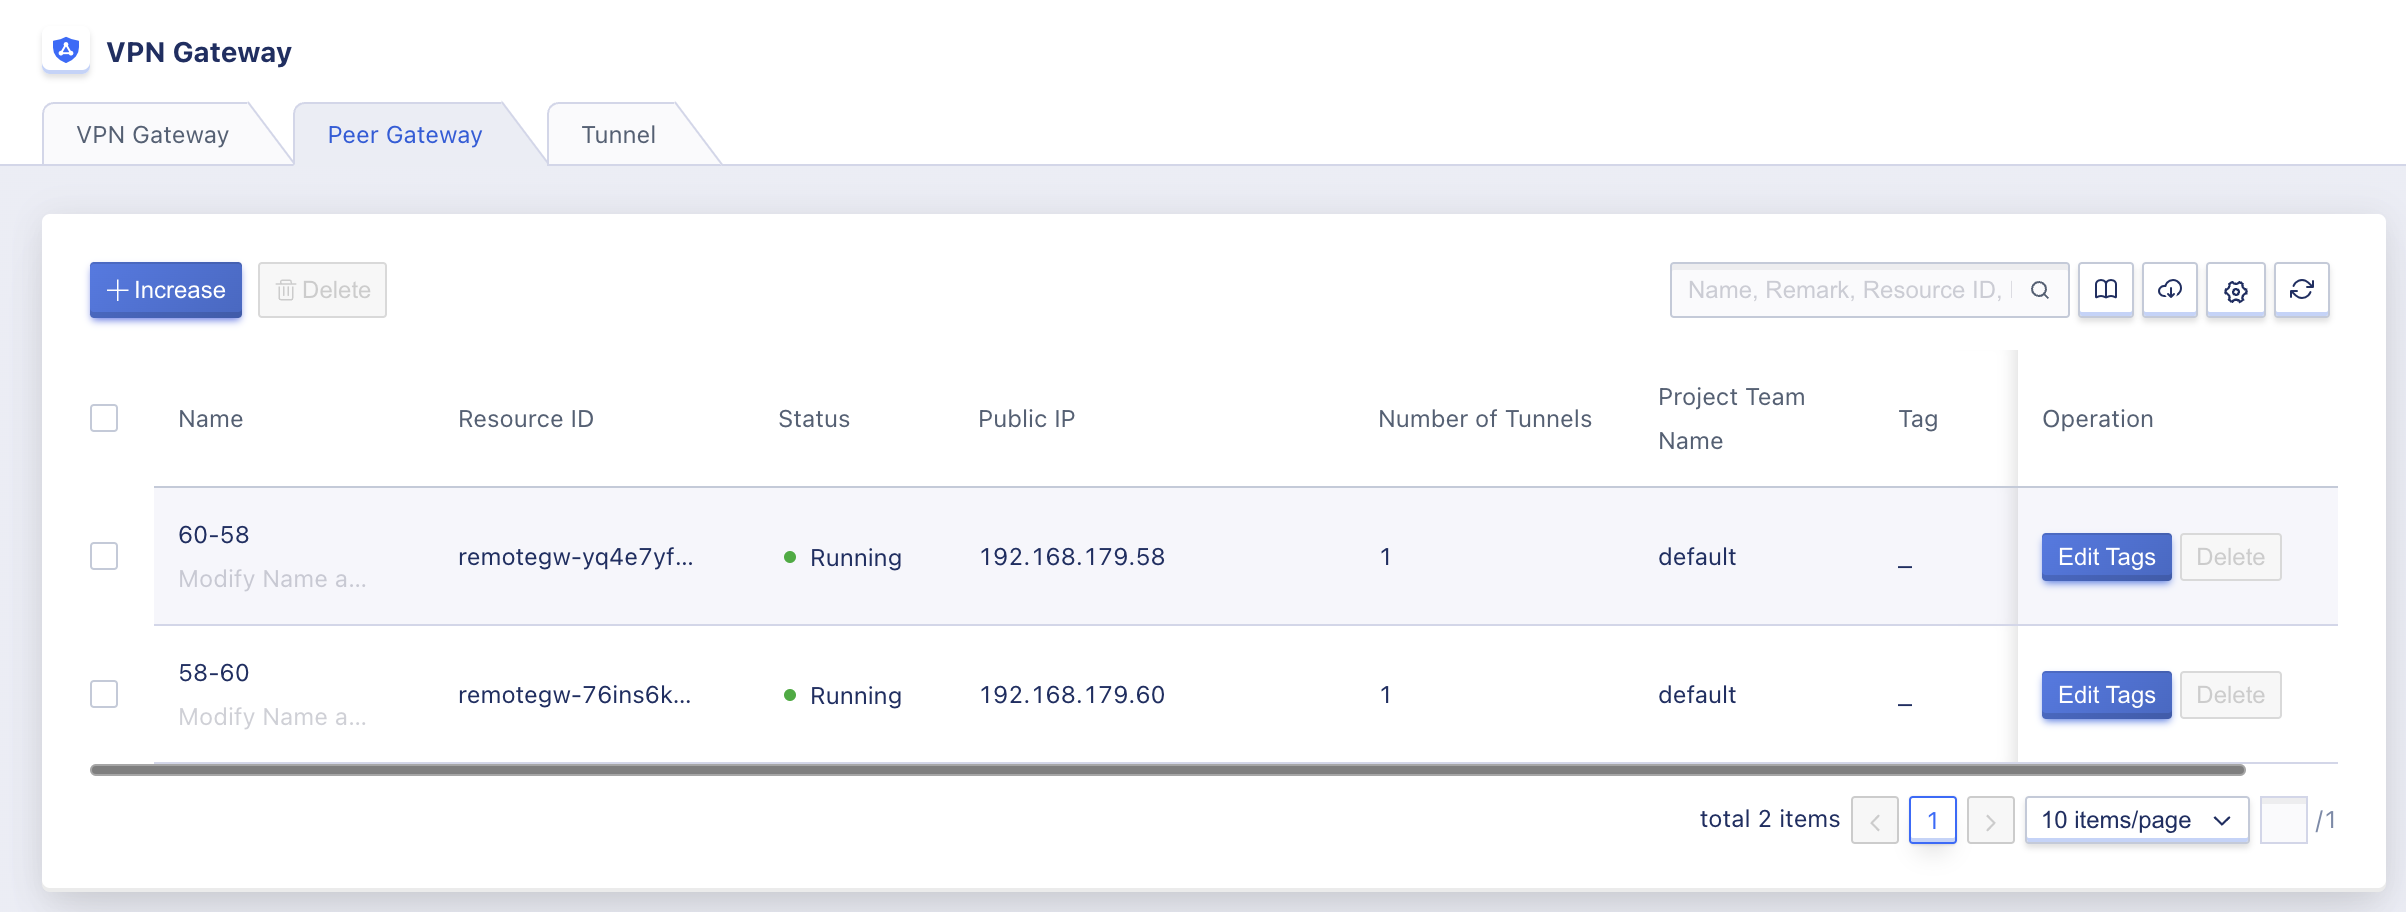 VPN Gateway
VPN Gateway
Peer Gateway
Tunnel
Increase
Delete
Name, Remark, Resource ID,
Name
Resource ID
Status
Public IP
Number of Tunnels
Project Team
Name
Tag
Operation
60-58
Modify Name a...
remotegw-yq4e7yf...
Running
192.168.179.58
1
default
_
Edit Tags
Delete
58-60
Modify Name a...
remotegw-76ins6k...
Running
192.168.179.60
1
default
_
Edit Tags
Delete
total 2 items
1
10 items/page
/1